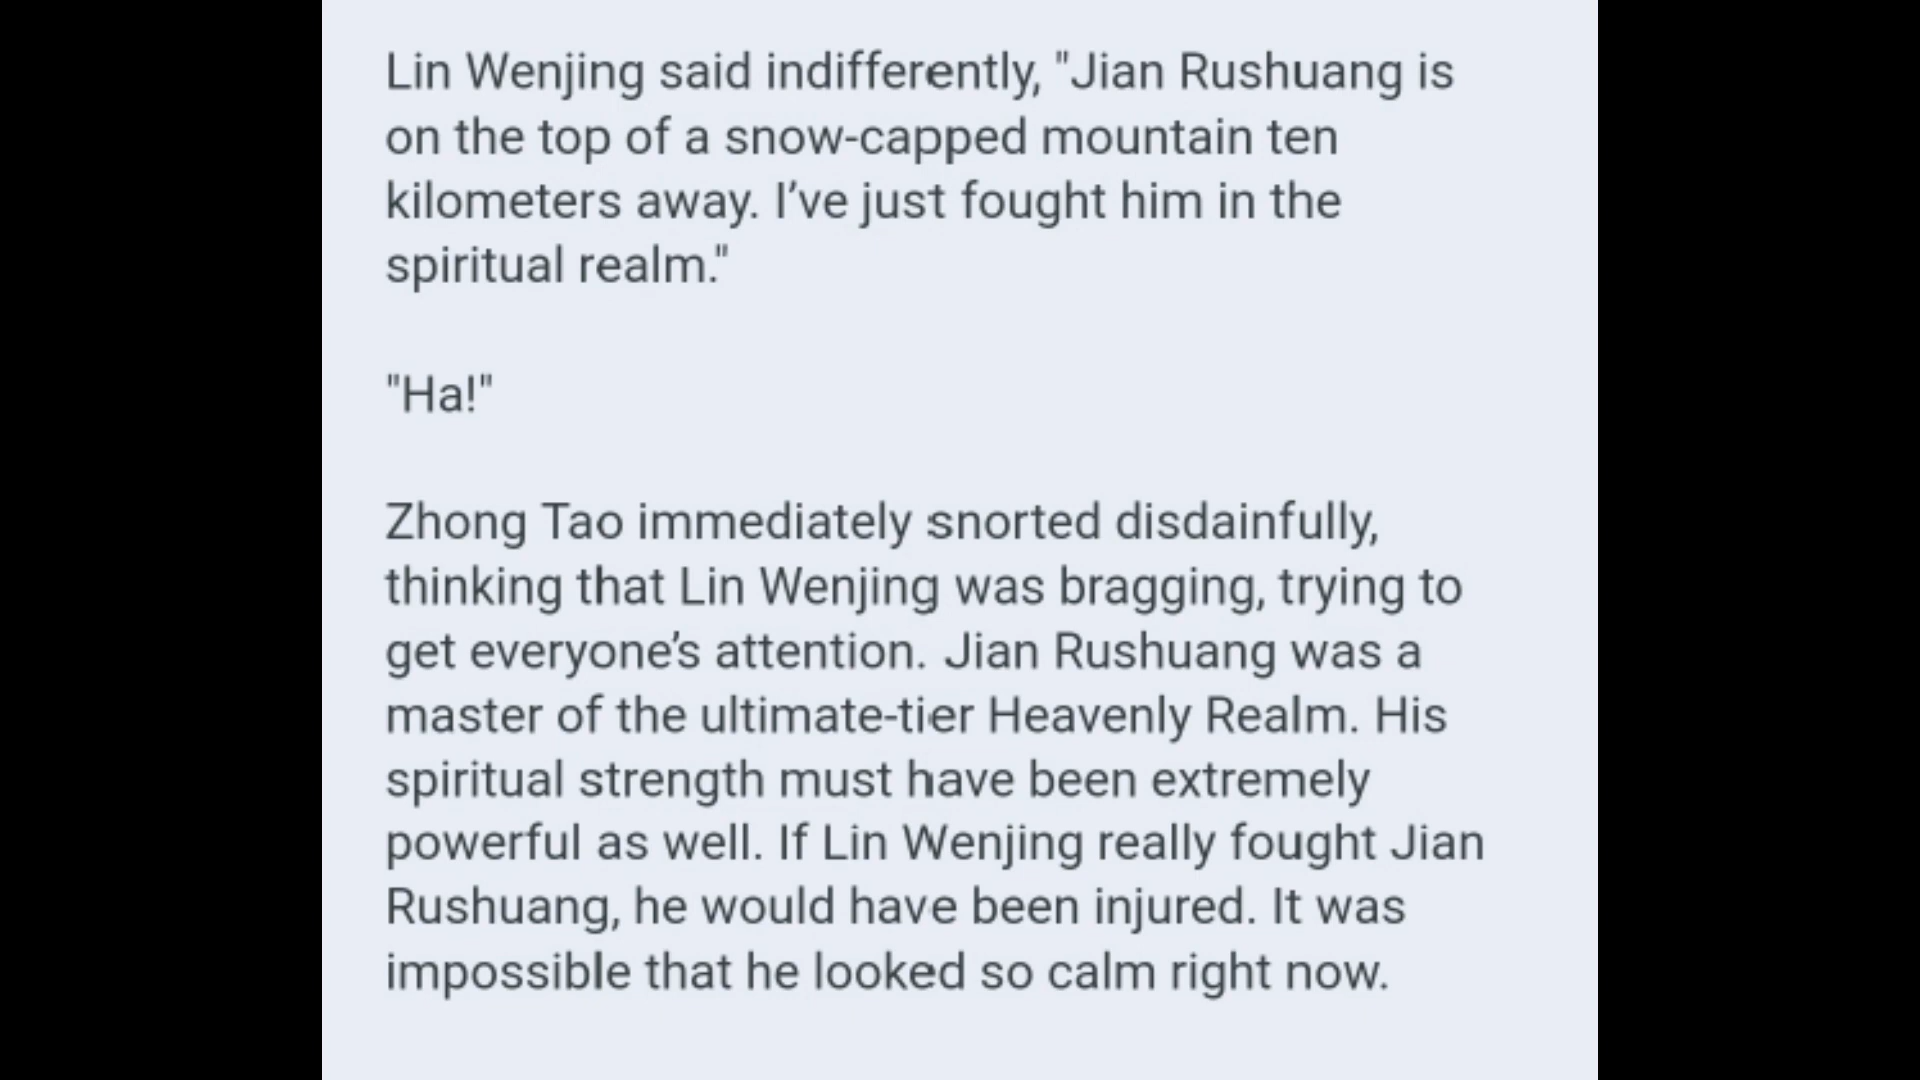 Lin Wenjing said indifferently, "Jian Rushuang is
on the top of a snow-capped mountain ten
kilometers away. I’ve just fought him in the
spiritual realm."
"Ha!"
Zhong Tao immediately snorted disdainfully,
thinking that Lin Wenjing was bragging, trying to
get everyone’s attention. Jian Rushuang was a
master of the ultimate-tier Heavenly Realm. His
spiritual strength must have been extremely
powerful as well. If Lin Wenjing really fought Jian
Rushuang, he would have been injured. It was
impossible that he looked so calm right now.